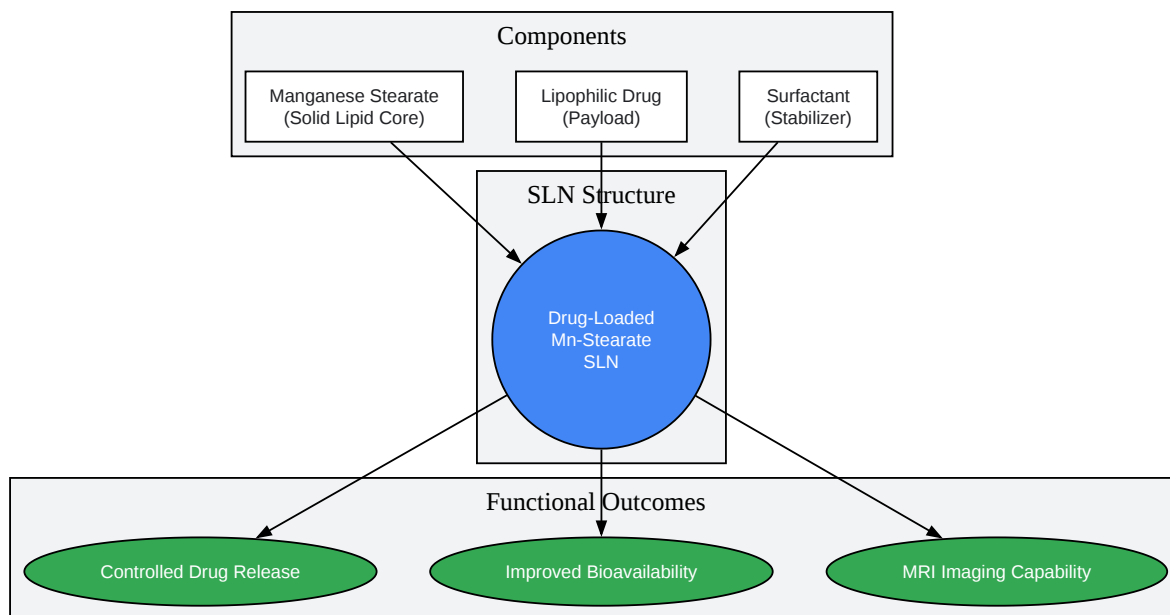 Components
Manganese Stearate
(Solid Lipid Core)
Lipophilic Drug
(Payload)
Surfactant
(Stabilizer)
SLN Structure
Drug-Loaded
Mn-Stearate
SLN
Functional Outcomes
Controlled Drug Release
Improved Bioavailability
MRI Imaging Capability